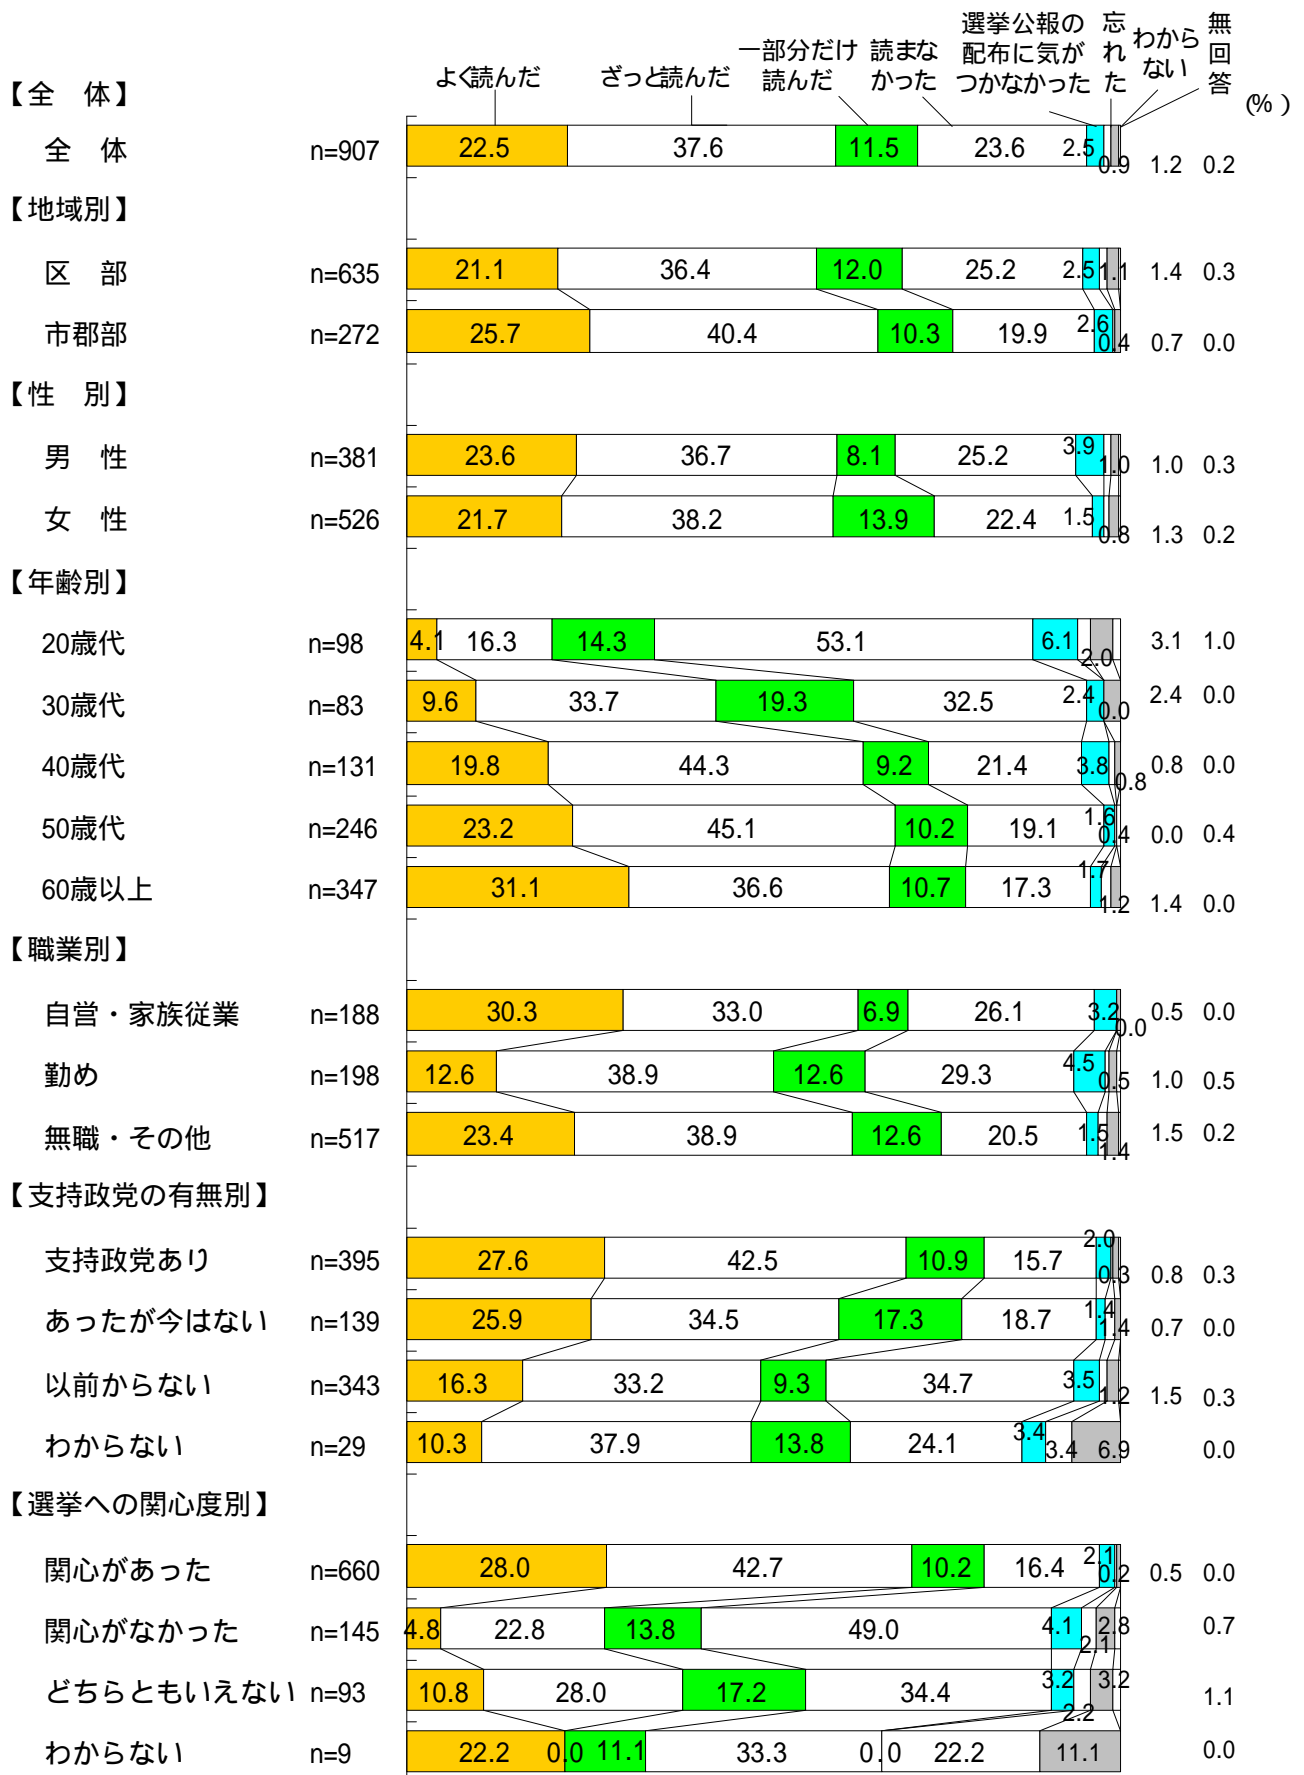 よく読んだ ざっと読んだ 一部分だけ読んだ 読まなかった 選挙公報の配布に気がつかなかった 忘れた わからない 無回答
(%)
【全 体】
全 体 n=907 22.5 37.6 11.5 23.6 2.5 0.9 1.2 0.2
【地域別】
区 部 n=635 21.1 36.4 12.0 25.2 2.5 1.1 1.4 0.3
市郡部 n=272 25.7 40.4 10.3 19.9 2.6 0.4 0.7 0.0
【性 別】
男 性 n=381 23.6 36.7 8.1 25.2 3.9 1.0 1.0 0.3
女 性 n=526 21.7 38.2 13.9 22.4 1.5 0.8 1.3 0.2
【年齢別】
20歳代 n=98 4.1 16.3 14.3 53.1 6.1 2.0 3.1 1.0
30歳代 n=83 9.6 33.7 19.3 32.5 2.4 0.0 2.4 0.0
40歳代 n=131 19.8 44.3 9.2 21.4 3.8 0.8 0.8 0.0
50歳代 n=246 23.2 45.1 10.2 19.1 1.6 0.4 0.0 0.4
60歳以上 n=347 31.1 36.6 10.7 17.3 1.7 1.2 1.4 0.0
【職業別】
自営・家族従業 n=188 30.3 33.0 6.9 26.1 3.2 0.0 0.5 0.0
勤め n=198 12.6 38.9 12.6 29.3 4.5 0.5 1.0 0.5
無職・その他 n=517 23.4 38.9 12.6 20.5 1.5 1.4 1.5 0.2
【支持政党の有無別】
支持政党あり n=395 27.6 42.5 10.9 15.7 2.0 0.3 0.8 0.3
あったが今はない n=139 25.9 34.5 17.3 18.7 1.4 1.4 0.7 0.0
以前からない n=343 16.3 33.2 9.3 34.7 3.5 1.2 1.5 0.3
わからない n=29 10.3 37.9 13.8 24.1 3.4 3.4 6.9 0.0
【選挙への関心度別】
関心があった n=660 28.0 42.7 10.2 16.4 2.1 0.2 0.5 0.0
関心がなかった n=145 4.8 22.8 13.8 49.0 4.1 2.1 2.8 0.7
どちらともいえない n=93 10.8 28.0 17.2 34.4 3.2 2.2 3.2 1.1
わからない n=9 22.2 0.0 11.1 33.3 0.0 22.2 11.1 0.0